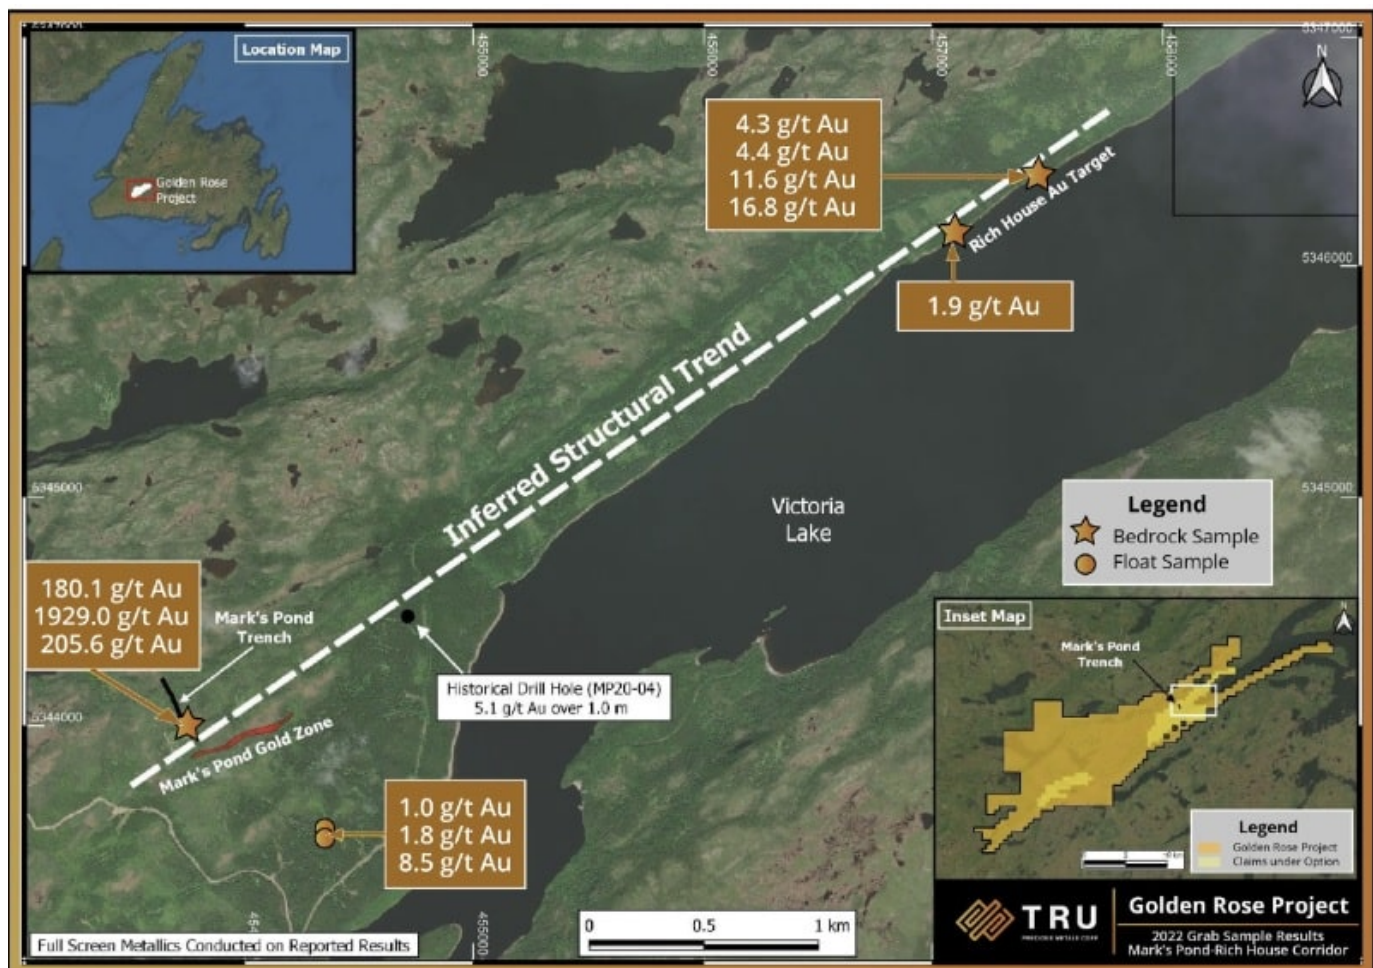 5347000
455000
456000
457000
458000
5347000
Location Map
Golden Rose
Project
N
4.3 g/t Au
4.4 g/t Au
11.6 g/t Au
16.8 g/t Au
Rich House Au Target
1.9 g/t Au
5346000
Inferred Structural Trend
5345000
5345000
Victoria
Lake
Legend
Bedrock Sample
Float Sample
180.1 g/t Au
1929.0 g/t Au
205.6 g/t Au
Mark's Pond
Trench
Historical Drill Hole (MP20-04)
5.1 g/t Au over 1.0 m
5344000
Mark's Pond Gold Zone
1.0 g/t Au
1.8 g/t Au
8.5 g/t Au
Inset Map
N
Mark's Pond
Trench
Legend
Golden Rose Project
Claims under Option
455000
0 0.5 1 km
Full Screen Metallics Conducted on Reported Results
TRU
PRECIOUS METALS CORP
Golden Rose Project
2022 Grab Sample Results
Mark's Pond-Rich House Corridor